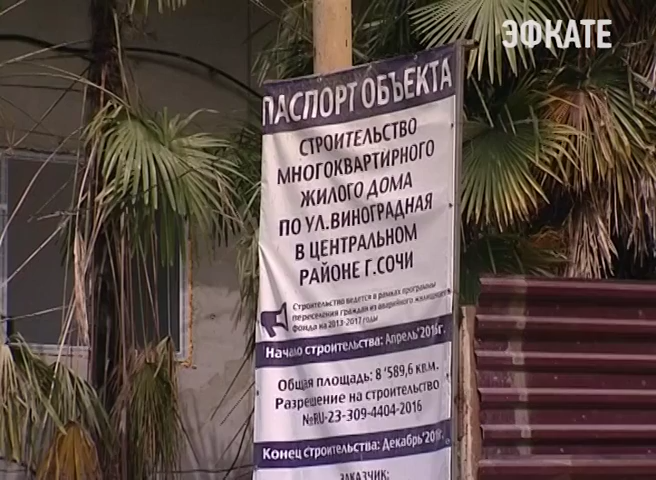 ЭФКАТЕ
ПАСПОРТ ОБЪЕКТА
СТРОИТЕЛЬСТВО
МНОГОКВАРТИРНОГО
ЖИЛОГО ДОМА
ПО УЛ.ВИНОГРАДНАЯ
В ЦЕНТРАЛЬНОМ
РАЙОНЕ Г.СОЧИ
Строительство ведется в рамках программы
переселения граждан из аварийного жилищного
фонда на 2013-2017 годы
Начало строительства: Апрель'2016г.
Общая площадь: 8'589,6 кв.м.
Разрешение на строительство
№RU-23-309-4404-2016
Конец строительства: Декабрь
ЗАКАЗЧИК: